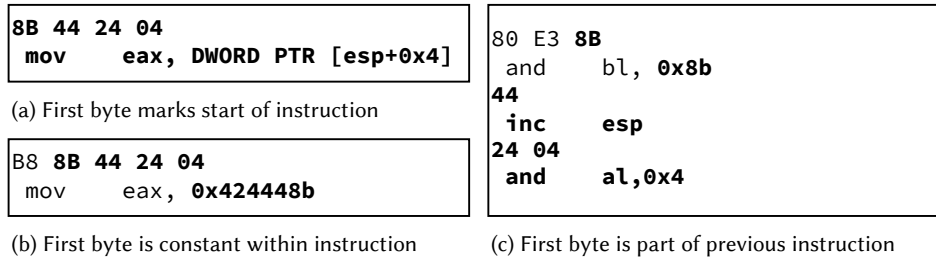 8B 44 24 04
mov eax, DWORD PTR [esp+0x4]
(a) First byte marks start of instruction
B8 8B 44 24 04
mov eax, 0x424448b
(b) First byte is constant within instruction
80 E3 8B
and bl, 0x8b
44
inc esp
24 04
and al,0x4
(c) First byte is part of previous instruction